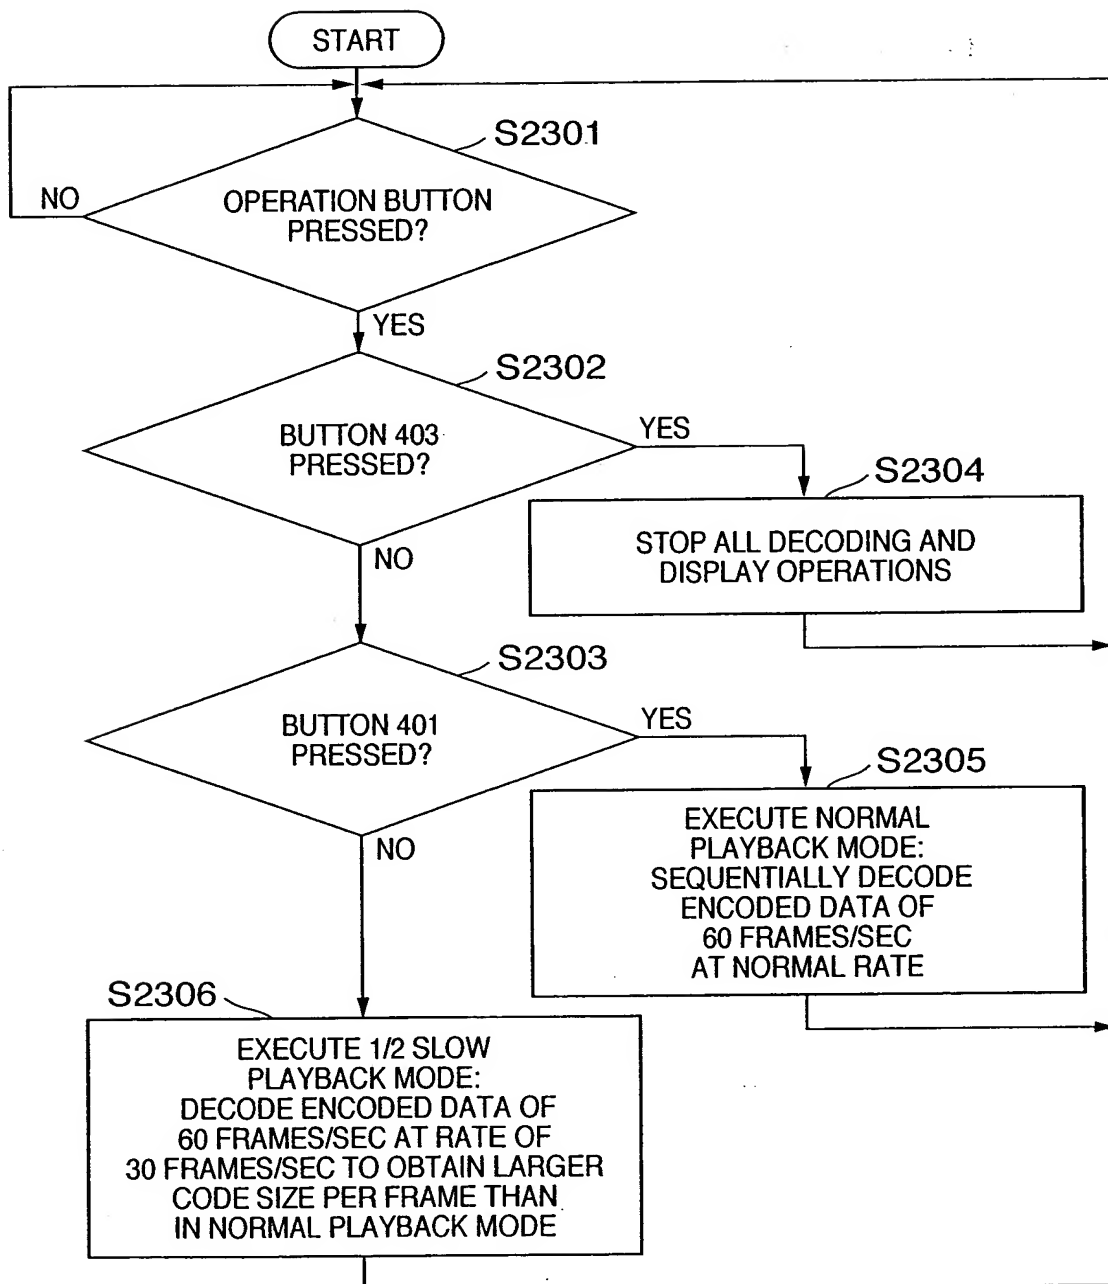 START
S2301
NO
OPERATION BUTTON
PRESSED?
YES
S2302
BUTTON 403
PRESSED?
YES
S2304
STOP ALL DECODING AND
DISPLAY OPERATIONS
NO
S2303
BUTTON 401
PRESSED?
YES
S2305
EXECUTE NORMAL
PLAYBACK MODE:
SEQUENTIALLY DECODE
ENCODED DATA OF
60 FRAMES/SEC
AT NORMAL RATE
NO
S2306
EXECUTE 1/2 SLOW
PLAYBACK MODE:
DECODE ENCODED DATA OF
60 FRAMES/SEC AT RATE OF
30 FRAMES/SEC TO OBTAIN LARGER
CODE SIZE PER FRAME THAN
IN NORMAL PLAYBACK MODE